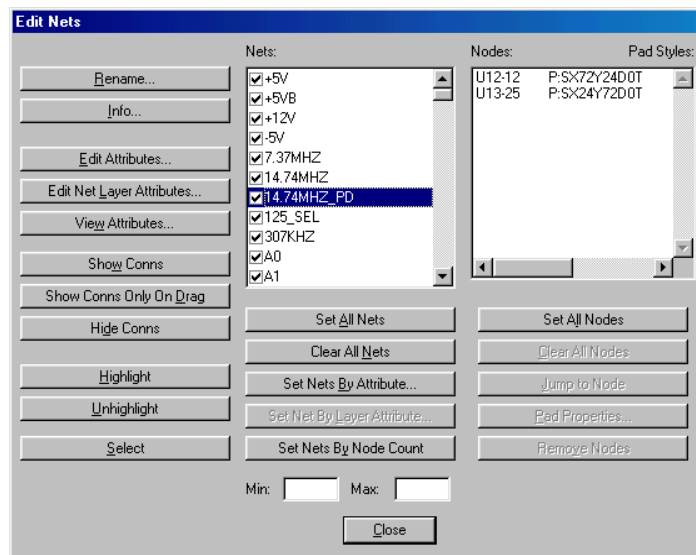 Edit Nets
Nets:
Nodes:
Pad Styles:
Rename...
Info...
Edit Attributes...
Edit Net Layer Attributes...
View Attributes...
Show Conns
Show Conns Only On Drag
Hide Conns
Highlight
Unhighlight
Select
+5V
+5VB
+12V
-5V
7.37MHZ
14.74MHZ
14.74MHZ_PD
125_SEL
307KHZ
A0
A1
U12-12 P:SX72Y24D0T
U13-25 P:SX24Y72D0T
Set All Nets
Clear All Nets
Set Nets By Attribute...
Set Net By Layer Attribute...
Set Nets By Node Count
Set All Nodes
Clear All Nodes
Jump to Node
Pad Properties...
Remove Nodes
Min:
Max:
Close